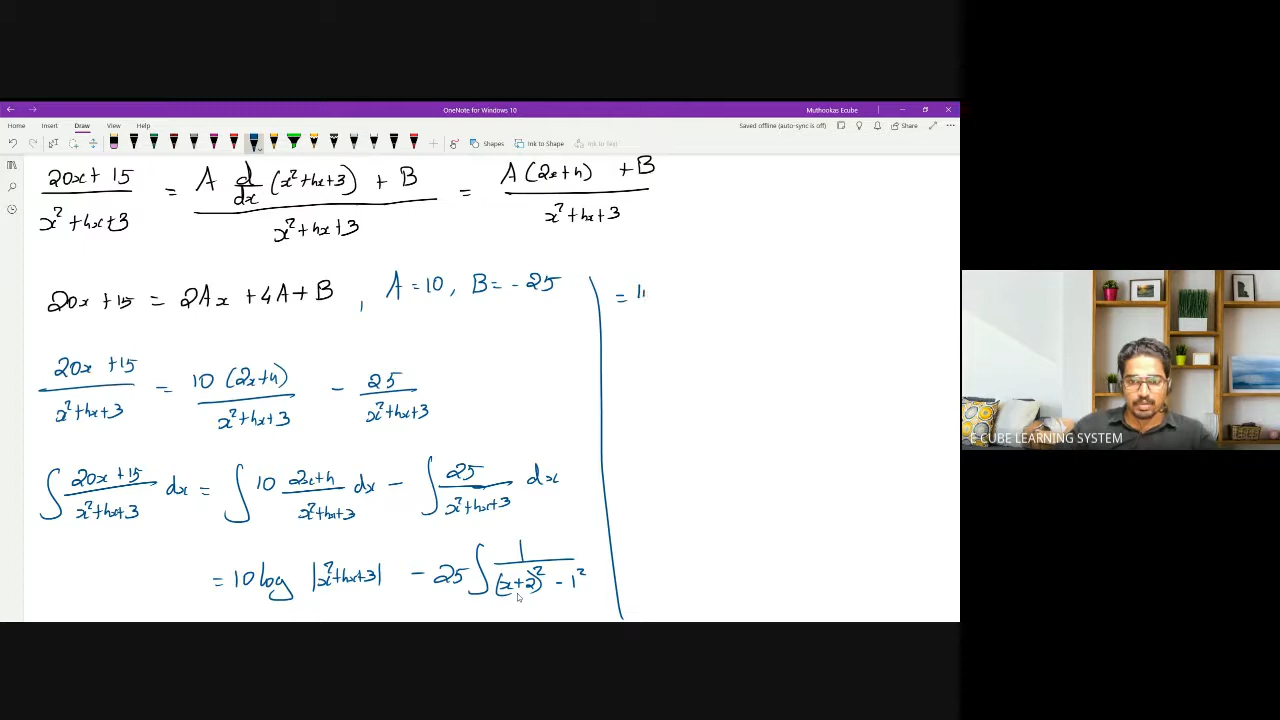 OneNote for Windows 10
Muthookas Ecube
Home Insert Draw View Help
Saved offline (auto-sync is off) Share
Shapes Ink to Shape Ink to Text
(20x + 15)/(x² + 4x + 3) = (A d/dx (x² + 4x + 3) + B)/(x² + 4x + 3) = (A(2x + 4) + B)/(x² + 4x + 3)
20x + 15 = 2Ax + 4A + B , A = 10, B = -25
=
(20x + 15)/(x² + 4x + 3) = 10(2x + 4)/(x² + 4x + 3) - 25/(x² + 4x + 3)
∫ (20x + 15)/(x² + 4x + 3) dx = ∫ 10 (2x + 4)/(x² + 4x + 3) dx - ∫ 25/(x² + 4x + 3) dx
= 10 log |x² + 4x + 3| - 25 ∫ 1/((x + 2)² - 1²)
E CUBE LEARNING SYSTEM